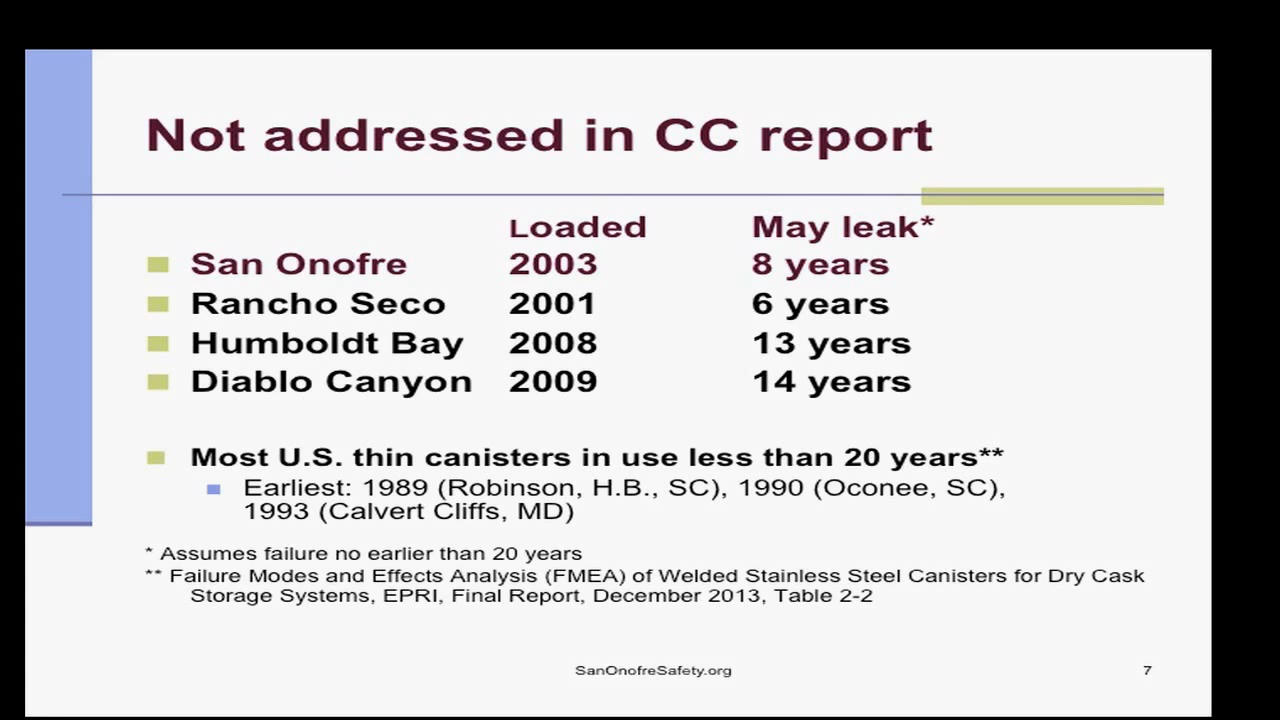 Not addressed in CC report
Loaded May leak*
San Onofre 2003 8 years
Rancho Seco 2001 6 years
Humboldt Bay 2008 13 years
Diablo Canyon 2009 14 years
Most U.S. thin canisters in use less than 20 years**
Earliest: 1989 (Robinson, H.B., SC), 1990 (Oconee, SC),
1993 (Calvert Cliffs, MD)
* Assumes failure no earlier than 20 years
** Failure Modes and Effects Analysis (FMEA) of Welded Stainless Steel Canisters for Dry Cask
Storage Systems, EPRI, Final Report, December 2013, Table 2-2
SanOnofreSafety.org 7